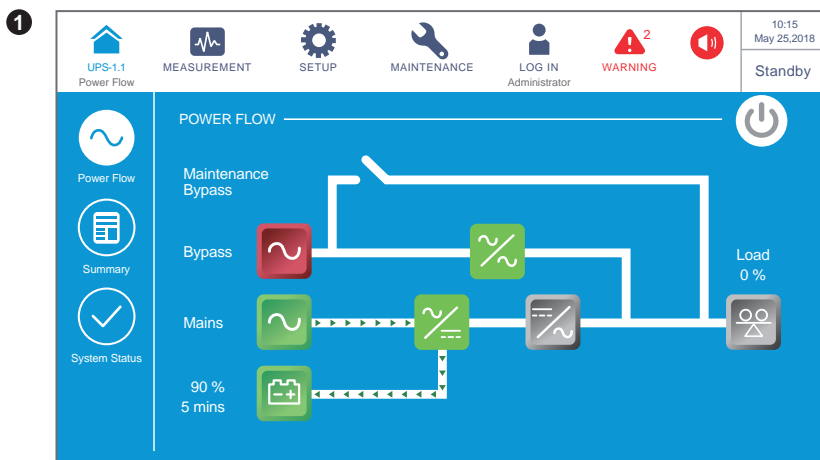 1
10:15
May 25,2018
Standby
UPS-1.1
Power Flow
MEASUREMENT
SETUP
MAINTENANCE
LOG IN
Administrator
2
WARNING
POWER FLOW
Power Flow
Summary
System Status
Maintenance
Bypass
Bypass
Mains
90 %
5 mins
Load
0 %